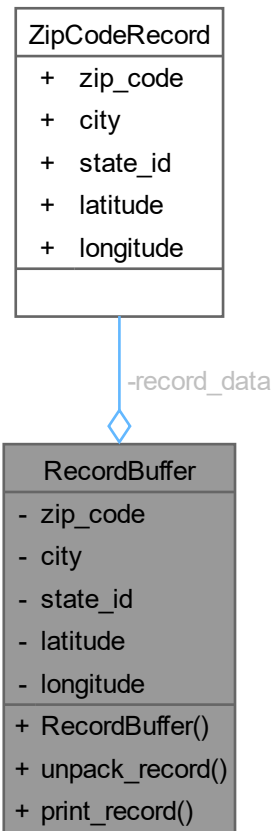 ZipCodeRecord
+ zip_code
+ city
+ state_id
+ latitude
+ longitude
-record_data
RecordBuffer
- zip_code
- city
- state_id
- latitude
- longitude
+ RecordBuffer()
+ unpack_record()
+ print_record()